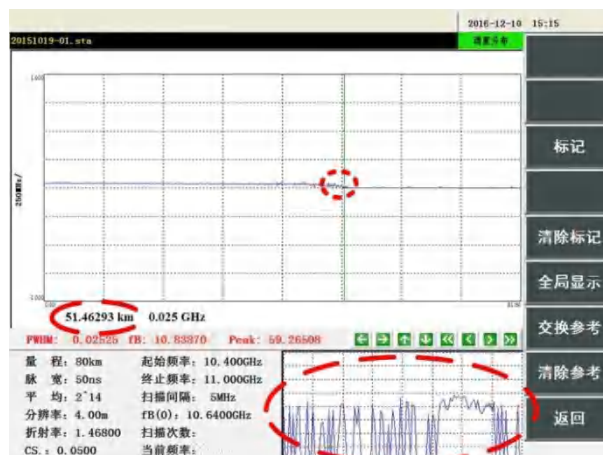 2016-12-10 15:15
20151019-01.sta
标记
250MHz/
清除标记
全局显示
51.46293 km 0.025 GHz
交换参考
FWHM: 0.02525 fB: 10.83870 Peak: 59.26508
清除参考
量 程: 80km 起始频率: 10.400GHz
脉 宽: 50ns 终止频率: 11.000GHz
平 均: 2^14 扫描间隔: 5MHz
分辨率: 4.00m fB(0): 10.6400GHz
返回
折射率: 1.46800 扫描次数:
CS.: 0.0500 当前频率: